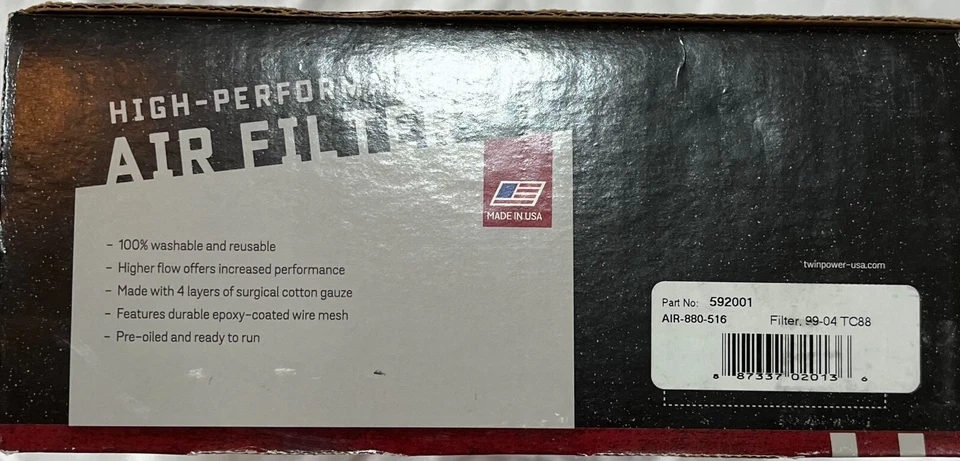 HIGH-PERFORMA
AIR FILTER
MADE IN USA
– 100% washable and reusable
– Higher flow offers increased performance
– Made with 4 layers of surgical cotton gauze
– Features durable epoxy-coated wire mesh
– Pre-oiled and ready to run
twinpower-usa.com
Part No: 592001
AIR-880-516 Filter, 99-04 TC88
8 87337 02013 6